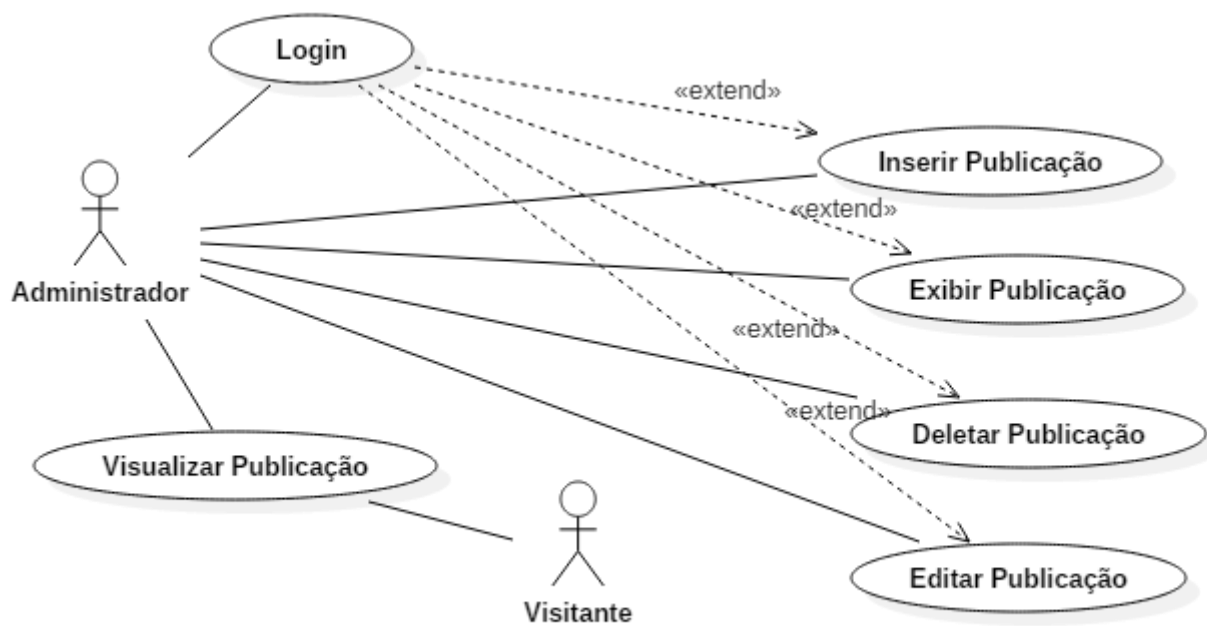 Login
«extend»
Inserir Publicação
«extend»
Exibir Publicação
Administrador
«extend»
«extend»
Deletar Publicação
Visualizar Publicação
Editar Publicação
Visitante